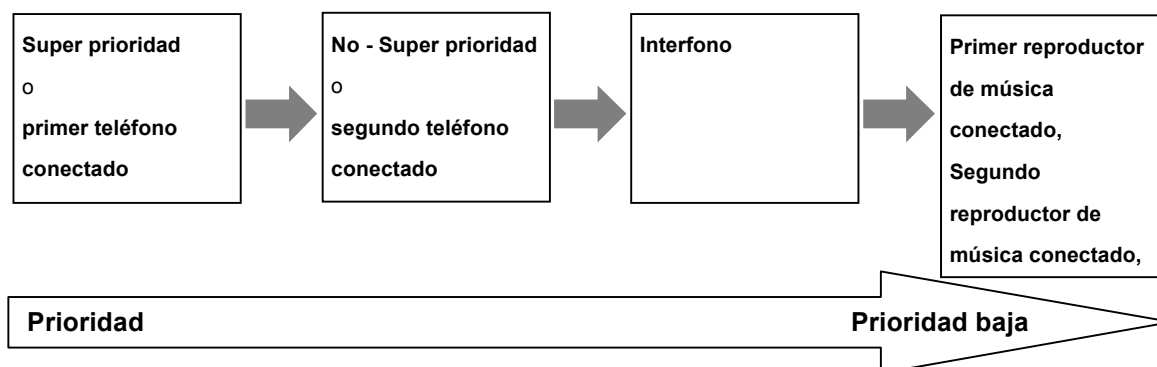 Super prioridad
o
primer teléfono
conectado
No - Super prioridad
o
segundo teléfono
conectado
Interfono
Primer reproductor
de música
conectado,
Segundo
reproductor de
música conectado,
Prioridad
Prioridad baja